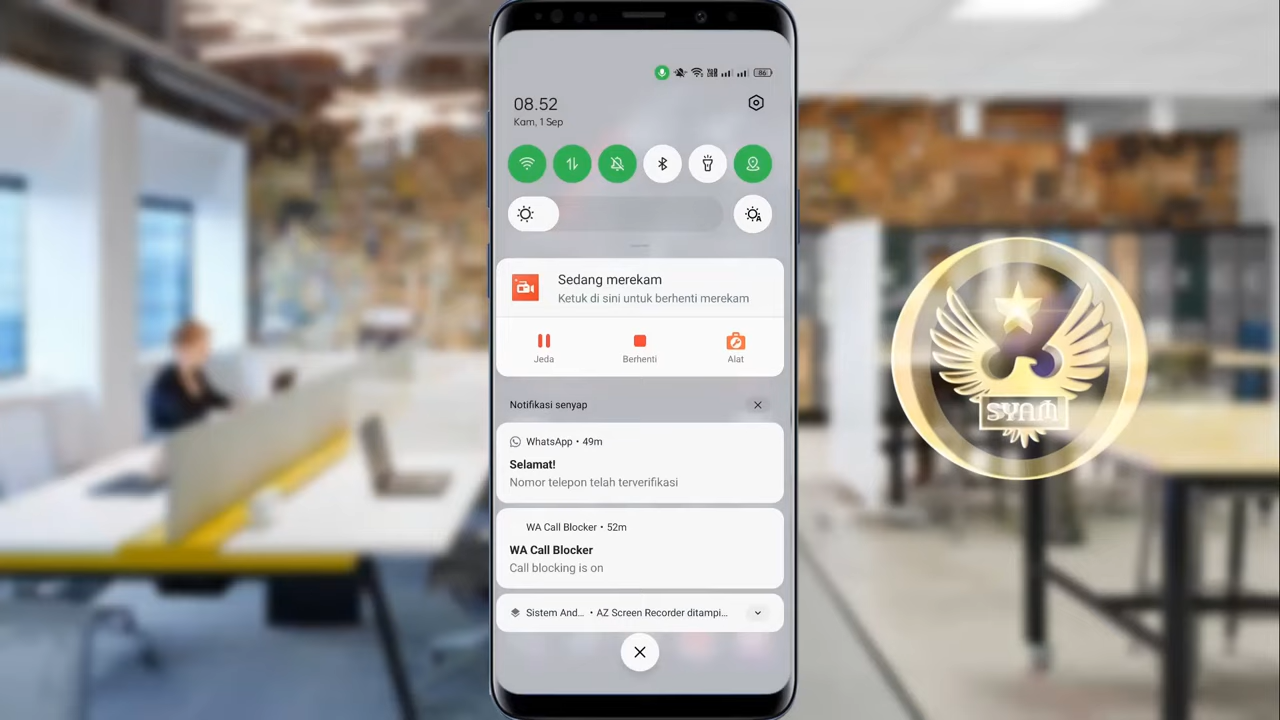 86
08.52
Kam, 1 Sep
Sedang merekam
Ketuk di sini untuk berhenti merekam
Jeda
Berhenti
Alat
Notifikasi senyap
WhatsApp • 49m
Selamat!
Nomor telepon telah terverifikasi
WA Call Blocker • 52m
WA Call Blocker
Call blocking is on
Sistem And... • AZ Screen Recorder ditampi...
SYAM